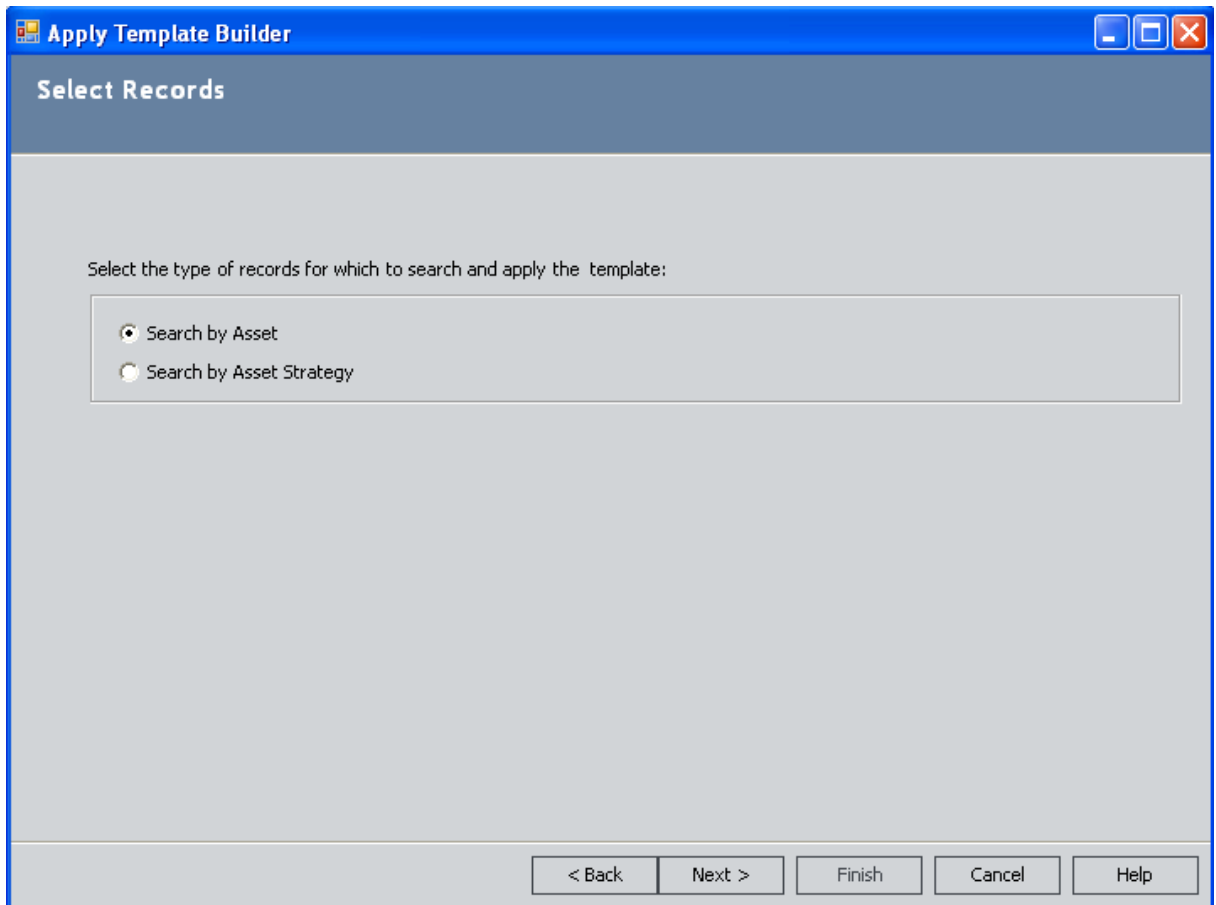 Apply Template Builder
Select Records
Select the type of records for which to search and apply the template:
Search by Asset
Search by Asset Strategy
< Back Next > Finish Cancel Help